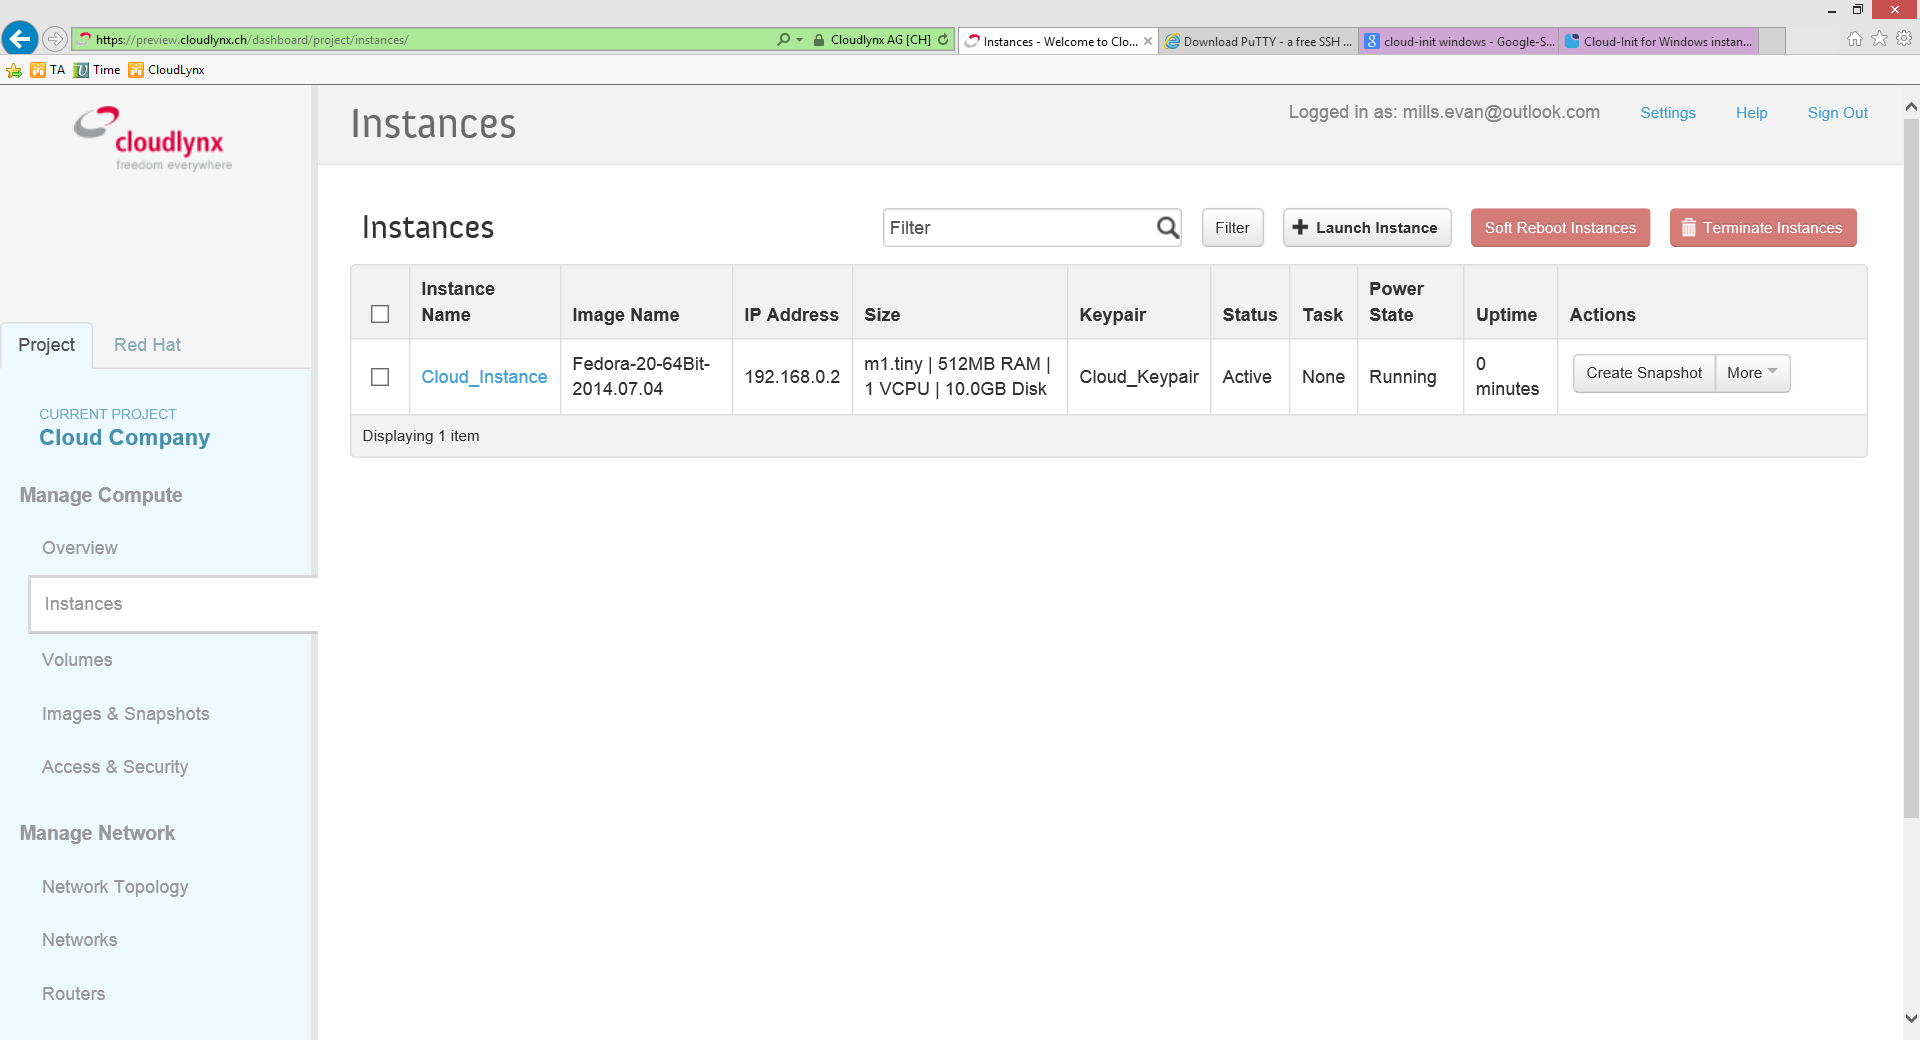 https://preview.cloudlynx.ch/dashboard/project/instances/
Cloudlynx AG [CH]
Instances - Welcome to Clo...
Download PuTTY - a free SSH ...
cloud-init windows - Google-S...
Cloud-Init for Windows instan...
TA
Time
CloudLynx
cloudlynx
freedom everywhere
Instances
Logged in as: mills.evan@outlook.com
Settings
Help
Sign Out
Project
Red Hat
CURRENT PROJECT
Cloud Company
Manage Compute
Overview
Instances
Volumes
Images & Snapshots
Access & Security
Manage Network
Network Topology
Networks
Routers
Instances
Filter
Filter
Launch Instance
Soft Reboot Instances
Terminate Instances
Instance Name
Image Name
IP Address
Size
Keypair
Status
Task
Power State
Uptime
Actions
Cloud_Instance
Fedora-20-64Bit-
2014.07.04
192.168.0.2
m1.tiny | 512MB RAM |
1 VCPU | 10.0GB Disk
Cloud_Keypair
Active
None
Running
0
minutes
Create Snapshot
More
Displaying 1 item